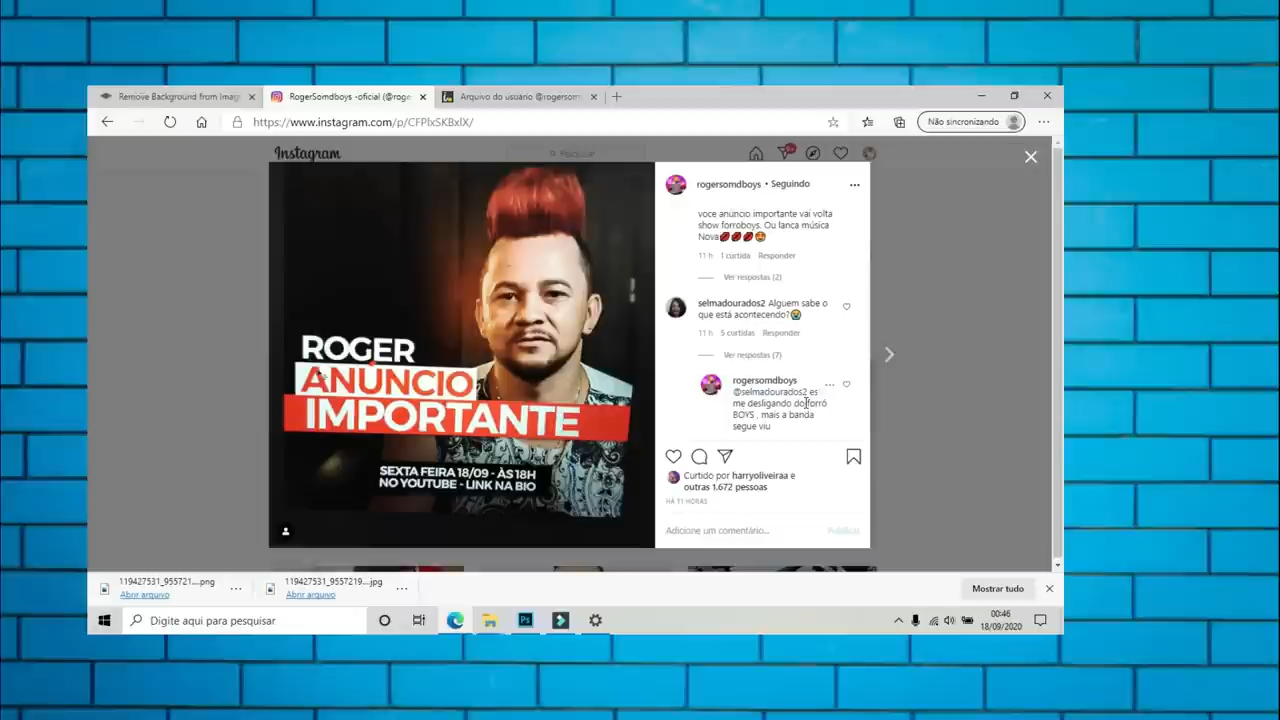 Remove Background from Imag
RogerSomdboys -oficial (@roge
Arquivo do usuário @rogersom
https://www.instagram.com/p/CFPlxSKBxlX/
Não sincronizando
Instagram
Pesquisar
rogersomdboys • Seguindo
voce anúncio importante vai volta
show forroboys. Ou lanca música
Nova
11 h 1 curtida Responder
Ver respostas (2)
selmadourados2 Alguem sabe o
que está acontecendo?
11 h 5 curtidas Responder
Ver respostas (7)
rogersomdboys
@selmadourados2 es
me desligando do forró
BOYS , mais a banda
segue viu
ROGER
ANÚNCIO
IMPORTANTE
SEXTA FEIRA 18/09 - ÀS 18H
NO YOUTUBE - LINK NA BIO
Curtido por harryoliveiraa e
outras 1.672 pessoas
HÁ 11 HORAS
Adicione um comentário...
Publicar
119427531_955721....png
Abrir arquivo
119427531_9557219....jpg
Abrir arquivo
Mostrar tudo
Digite aqui para pesquisar
Ps
00:46
18/09/2020